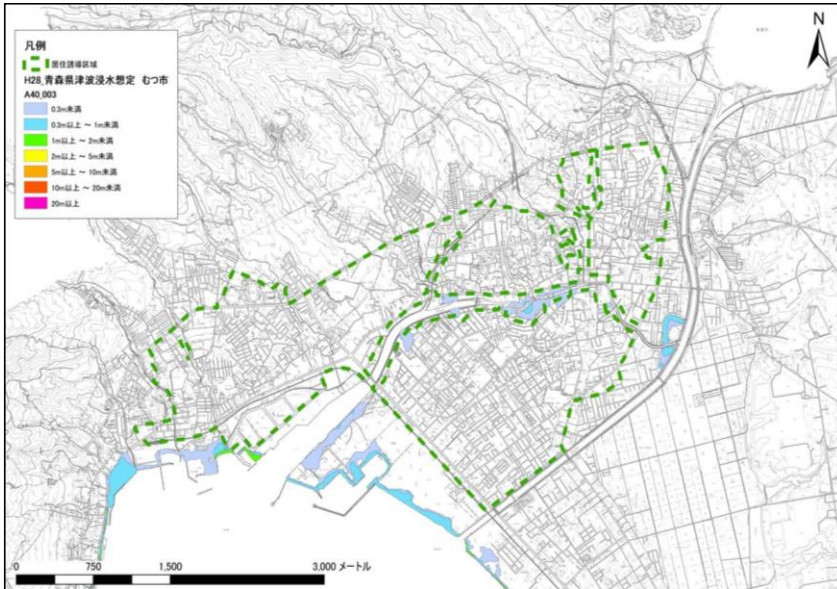 凡例
居住誘導区域
H28_青森県津波浸水想定 むつ市
A40_003
0.3m未満
0.3m以上 ~ 1m未満
1m以上 ~ 2m未満
2m以上 ~ 5m未満
5m以上 ~ 10m未満
10m以上 ~ 20m未満
20m以上
N
0 750 1,500 3,000 メートル